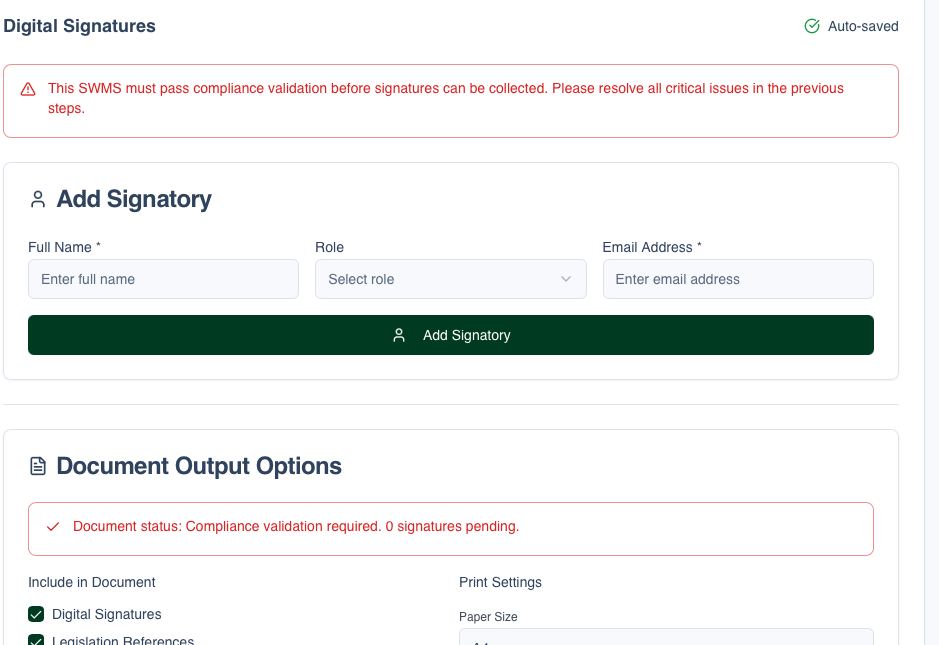 Digital Signatures
Auto-saved
This SWMS must pass compliance validation before signatures can be collected. Please resolve all critical issues in the previous
steps.
Add Signatory
Full Name *
Role
Email Address *
Enter full name
Select role
Enter email address
Add Signatory
Document Output Options
Document status: Compliance validation required. 0 signatures pending.
Include in Document
Print Settings
Digital Signatures
Paper Size
Legislation References